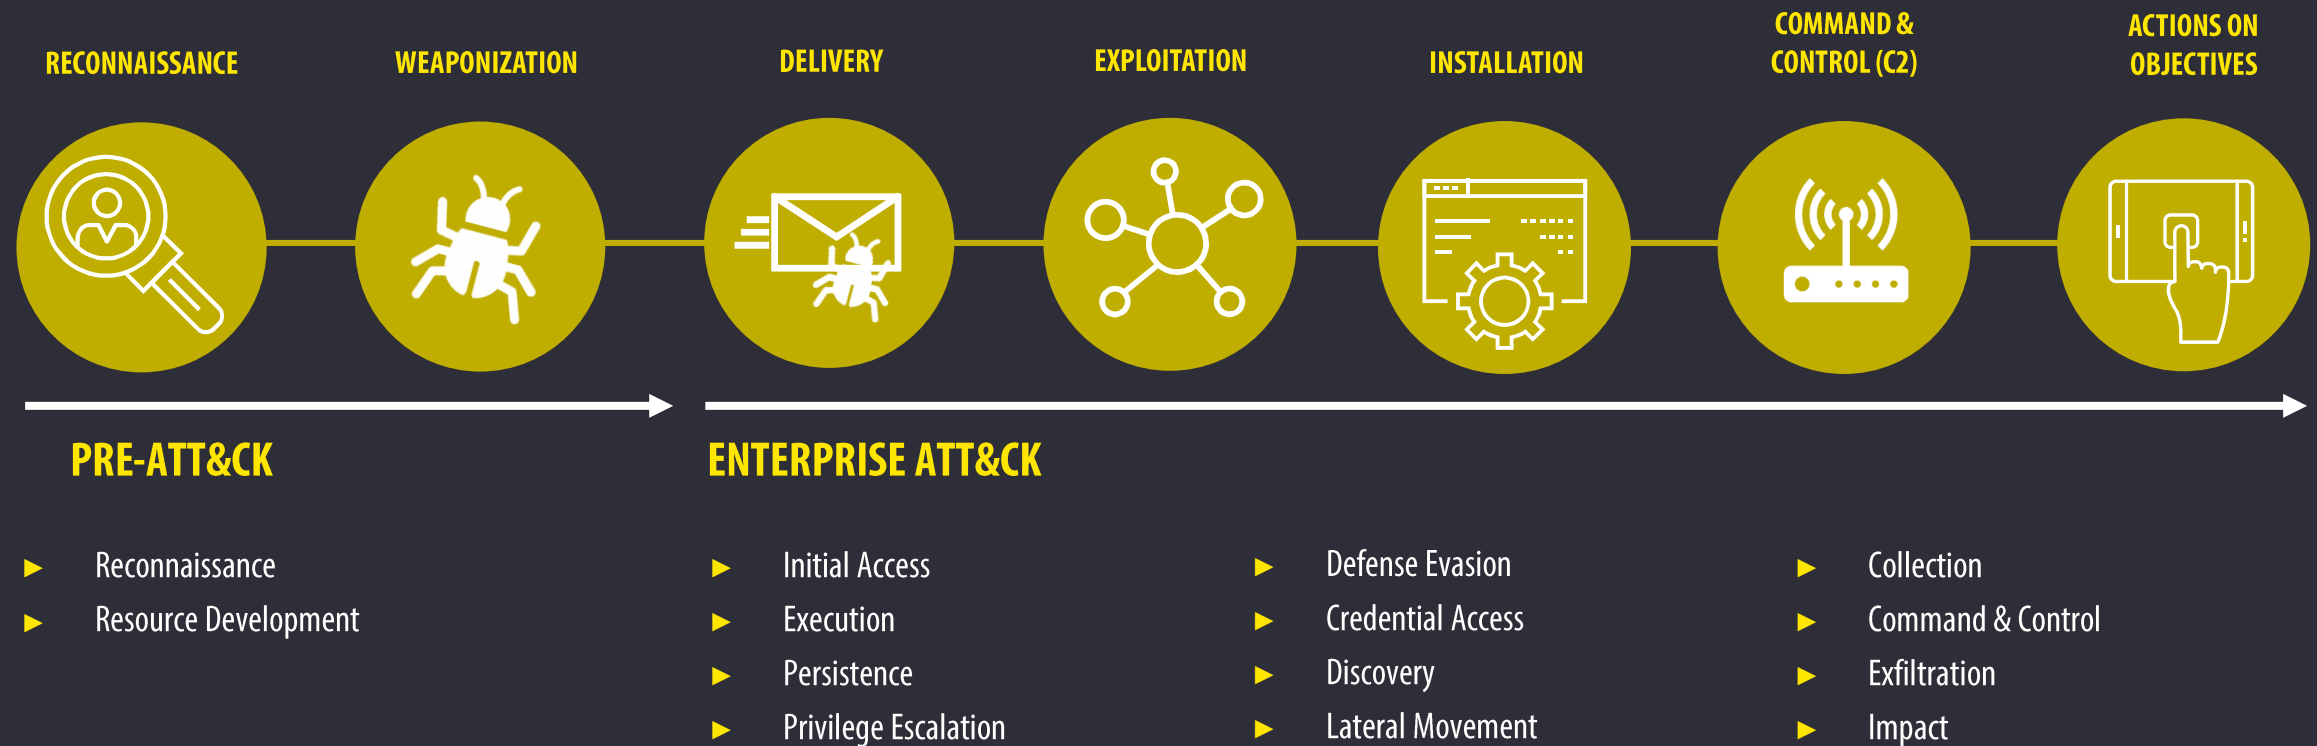 RECONNAISSANCE
WEAPONIZATION
DELIVERY
EXPLOITATION
INSTALLATION
COMMAND &
CONTROL (C2)
ACTIONS ON
OBJECTIVES
PRE-ATT&CK
ENTERPRISE ATT&CK
Reconnaissance
Resource Development
Initial Access
Execution
Persistence
Privilege Escalation
Defense Evasion
Credential Access
Discovery
Lateral Movement
Collection
Command & Control
Exfiltration
Impact